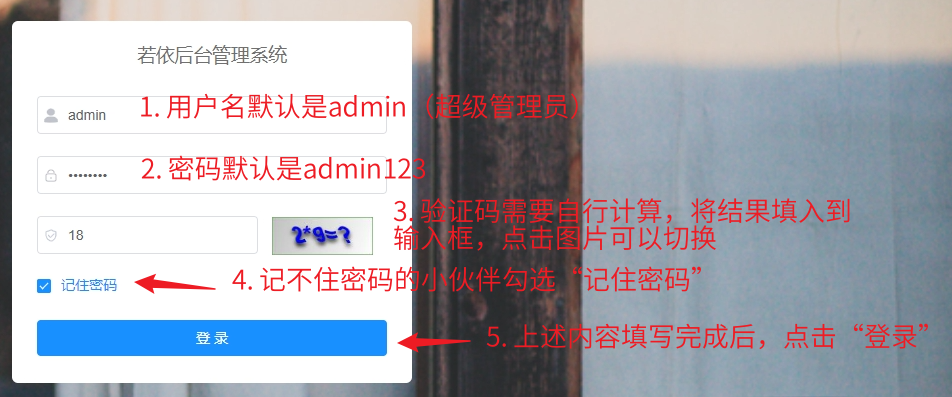 若依后台管理系统
admin
1. 用户名默认是admin（超级管理员）
2. 密码默认是admin123
••••••••
3. 验证码需要自行计算，将结果填入到
输入框，点击图片可以切换
18
2*9=?
4. 记不住密码的小伙伴勾选“记住密码”
记住密码
登 录
5. 上述内容填写完成后，点击“登录”